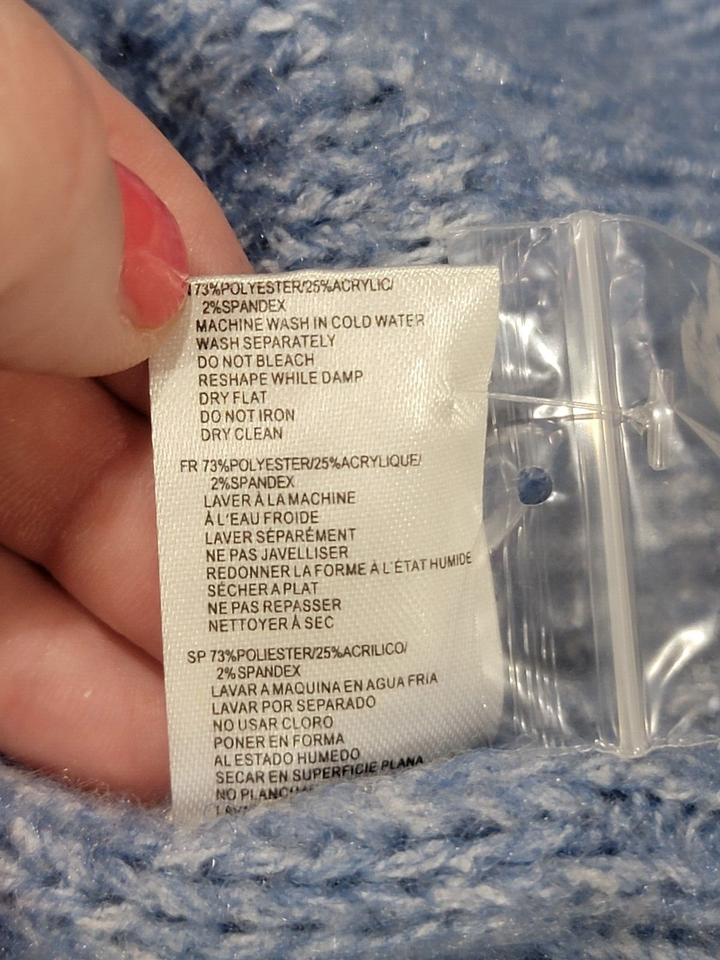 73%POLYESTER/25%ACRYLIC/
2%SPANDEX
MACHINE WASH IN COLD WATER
WASH SEPARATELY
DO NOT BLEACH
RESHAPE WHILE DAMP
DRY FLAT
DO NOT IRON
DRY CLEAN
FR 73%POLYESTER/25%ACRYLIQUE/
2%SPANDEX
LAVER À LA MACHINE
À L'EAU FROIDE
LAVER SÉPARÉMENT
NE PAS JAVELLISER
REDONNER LA FORME À L'ÉTAT HUMIDE
SÉCHER A PLAT
NE PAS REPASSER
NETTOYER À SEC
SP 73%POLIESTER/25%ACRILICO/
2%SPANDEX
LAVAR A MAQUINA EN AGUA FRIA
LAVAR POR SEPARADO
NO USAR CLORO
PONER EN FORMA
AL ESTADO HUMEDO
SECAR EN SUPERFICIE PLANA
NO